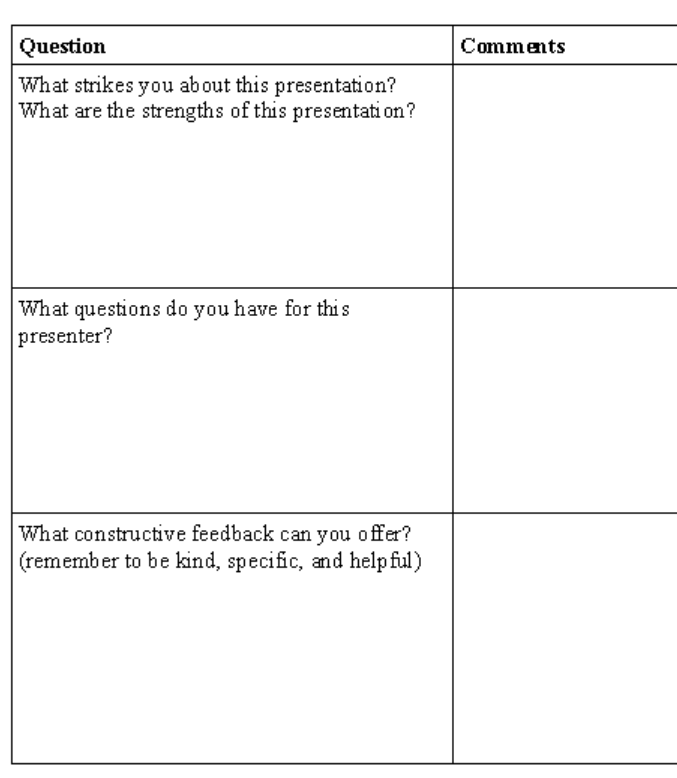 Question Comments
What strikes you about this presentation?
What are the strengths of this presentation?
What questions do you have for this
presenter?
What constructive feedback can you offer?
(remember to be kind, specific, and helpful)